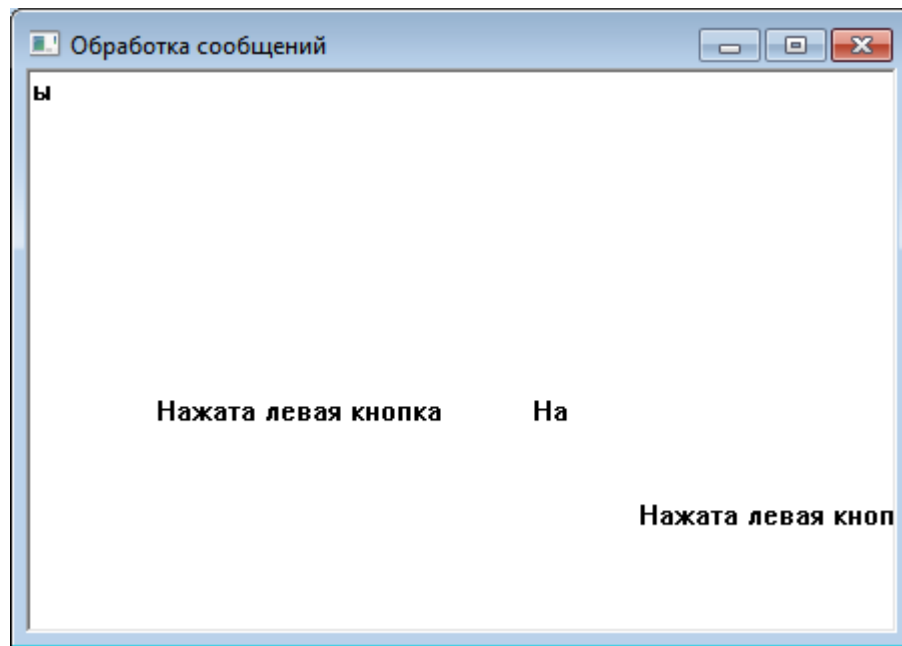 Обработка сообщений
ы
Нажата левая кнопка На
Нажата левая кноп